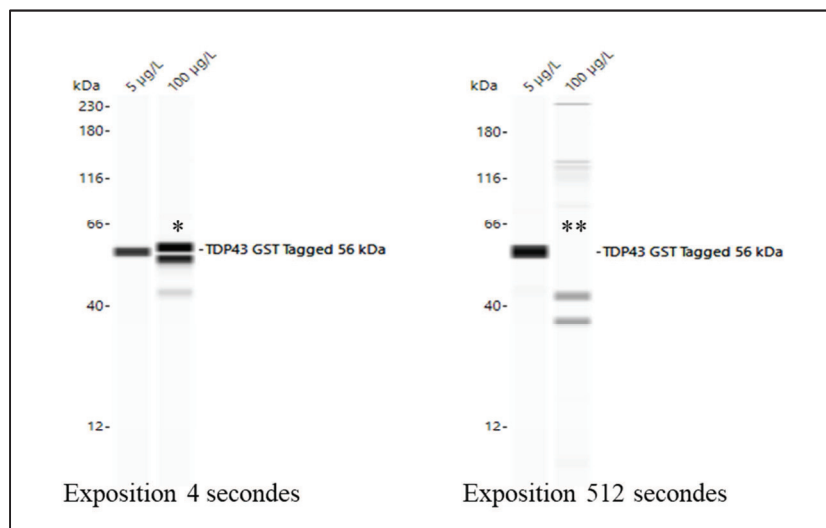 5 µg/L
100 µg/L
kDa
230-
180-
116-
66-
40-
12-
*
-TDP43 GST Tagged 56 kDa
Exposition 4 secondes
5 µg/L
100 µg/L
kDa
180-
116-
66-
40-
12-
**
-TDP43 GST Tagged 56 kDa
Exposition 512 secondes